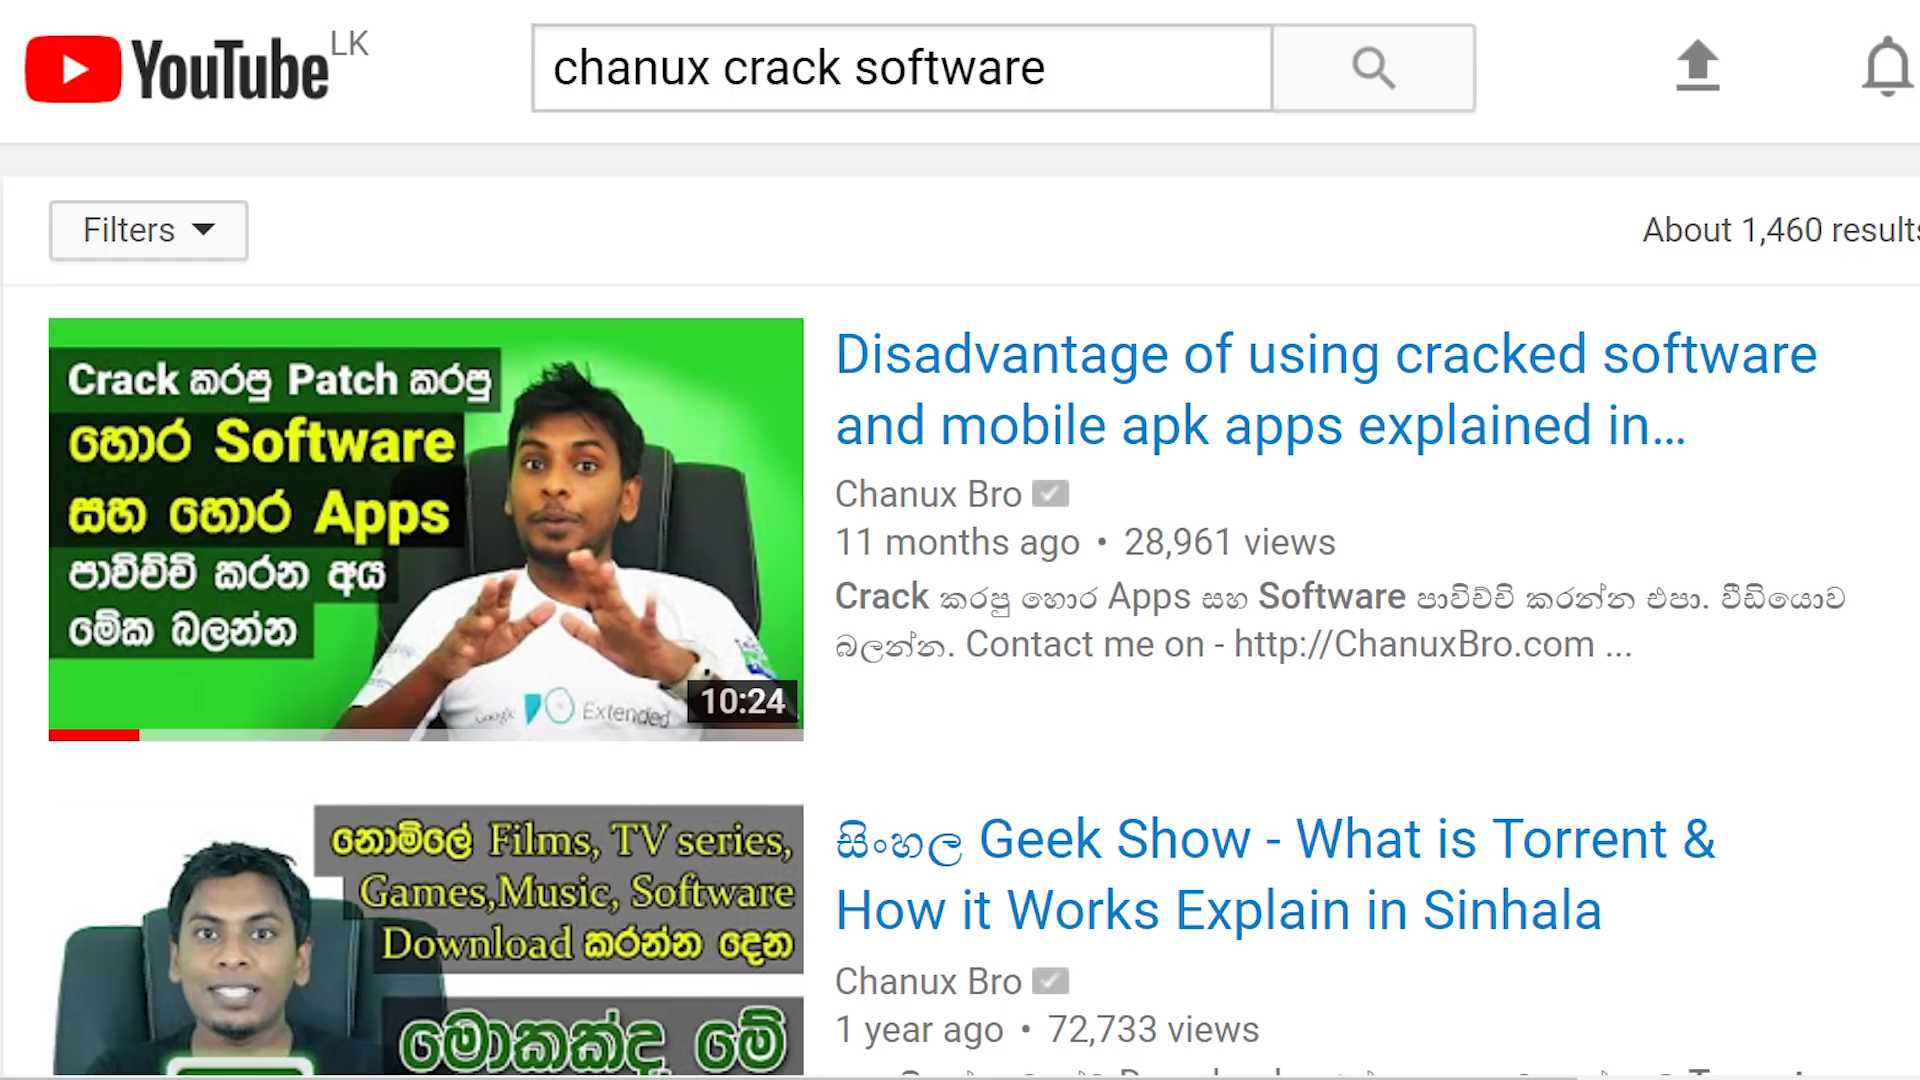 YouTube LK
chanux crack software
Filters
About 1,460 results
Crack කරපු Patch කරපු
හොර Software
සහ හොර Apps
පාවිච්චි කරන අය
මේක බලන්න
Google I/O Extended
10:24
Disadvantage of using cracked software
and mobile apk apps explained in...
Chanux Bro
11 months ago • 28,961 views
Crack කරපු හොර Apps සහ Software පාවිච්චි කරන්න එපා. වීඩියොව
බලන්න. Contact me on - http://ChanuxBro.com ...
නොමිලේ Films, TV series,
Games,Music, Software
Download කරන්න දෙන
මොකක්ද මේ
සිංහල Geek Show - What is Torrent &
How it Works Explain in Sinhala
Chanux Bro
1 year ago • 72,733 views